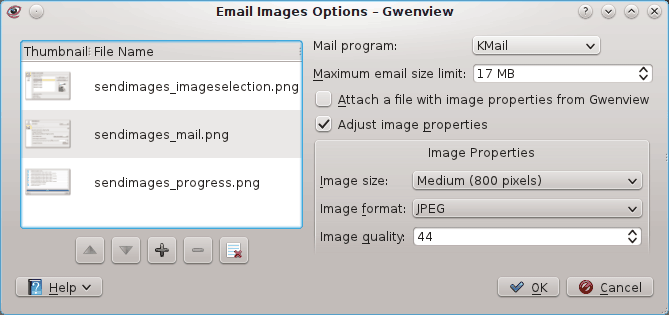 Email Images Options – Gwenview
Thumbnail File Name
sendimages_imageselection.png
sendimages_mail.png
sendimages_progress.png
Mail program: KMail
Maximum email size limit: 17 MB
Attach a file with image properties from Gwenview
Adjust image properties
Image Properties
Image size: Medium (800 pixels)
Image format: JPEG
Image quality: 44
Help
OK
Cancel